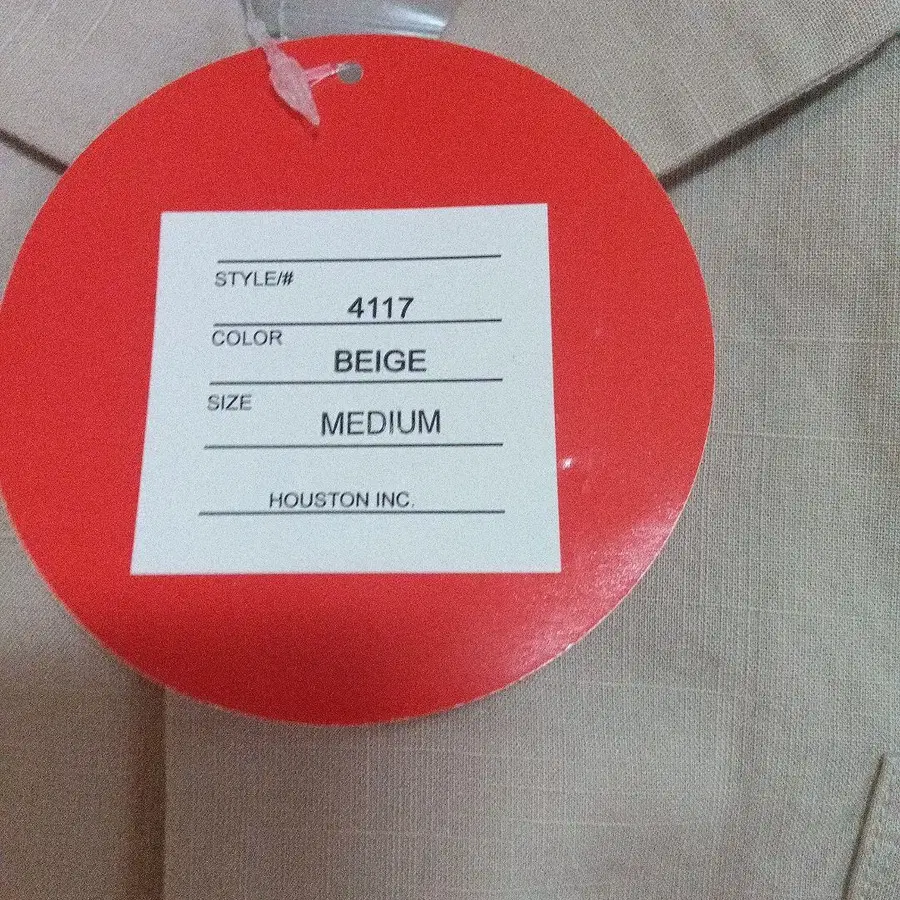 STYLE/#
4117
COLOR
BEIGE
SIZE
MEDIUM
HOUSTON INC.